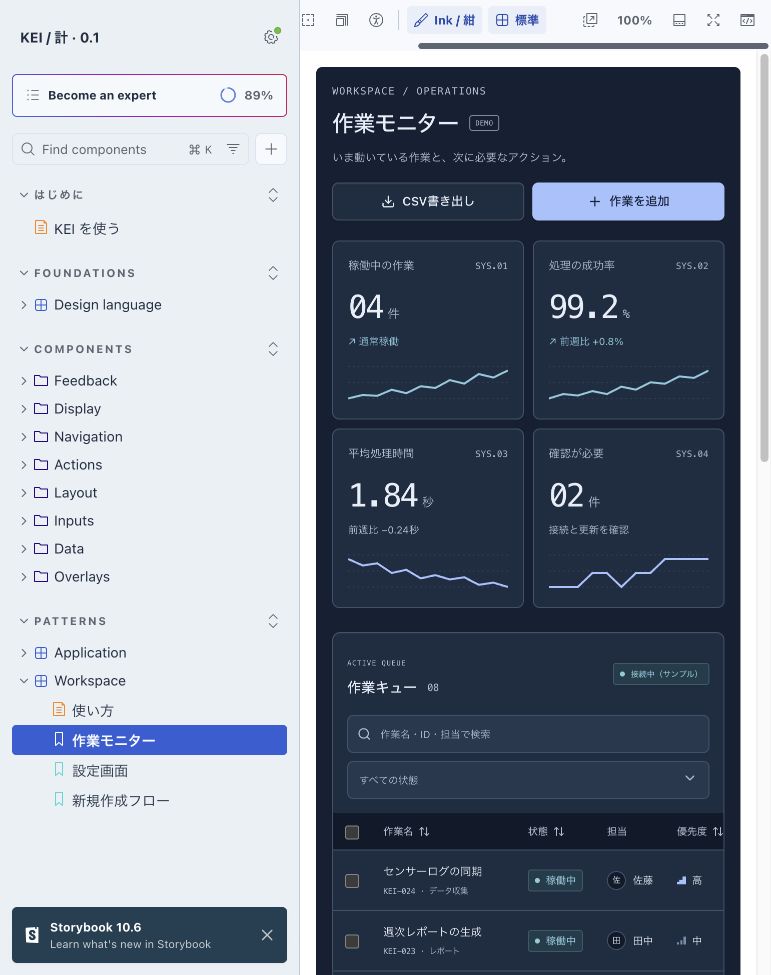 KEI / 計 · 0.1
Become an expert
89%
Find components
⌘ K
はじめに
KEI を使う
FOUNDATIONS
Design language
COMPONENTS
Feedback
Display
Navigation
Actions
Layout
Inputs
Data
Overlays
PATTERNS
Application
Workspace
使い方
作業モニター
設定画面
新規作成フロー
Storybook 10.6
Learn what's new in Storybook
Ink / 紺
標準
100%
WORKSPACE / OPERATIONS
作業モニター DEMO
いま動いている作業と、次に必要なアクション。
CSV書き出し
作業を追加
稼働中の作業 SYS.01
04 件
↗ 通常稼働
処理の成功率 SYS.02
99.2 %
↗ 前週比 +0.8%
平均処理時間 SYS.03
1.84 秒
前週比 −0.24秒
確認が必要 SYS.04
02 件
接続と更新を確認
ACTIVE QUEUE
作業キュー 08
接続中（サンプル）
作業名・ID・担当で検索
すべての状態
作業名 状態 担当 優先度
センサーログの同期
KEI-024 · データ収集
稼働中
佐 佐藤
高
週次レポートの生成
KEI-023 · レポート
稼働中
田 田中
中